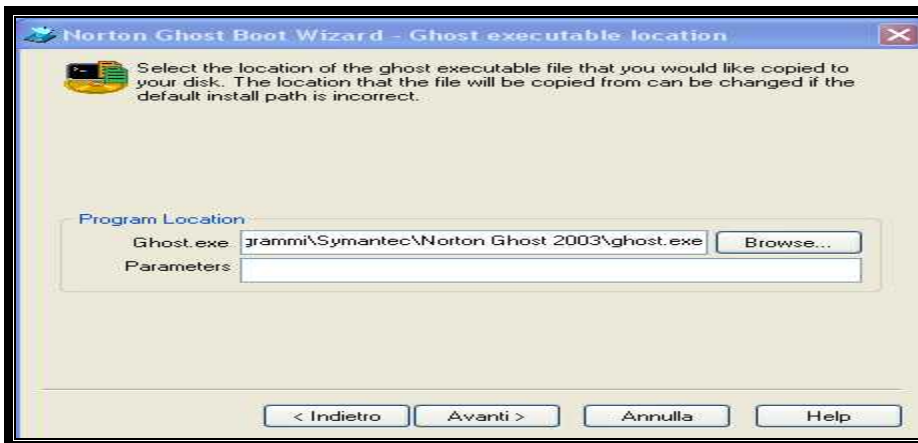 Norton Ghost Boot Wizard - Ghost executable location
Select the location of the ghost executable file that you would like copied to
your disk. The location that the file will be copied from can be changed if the
default install path is incorrect.
Program Location
Ghost.exe grammi\Symantec\Norton Ghost 2003\ghost.exe Browse...
Parameters
< Indietro Avanti > Annulla Help